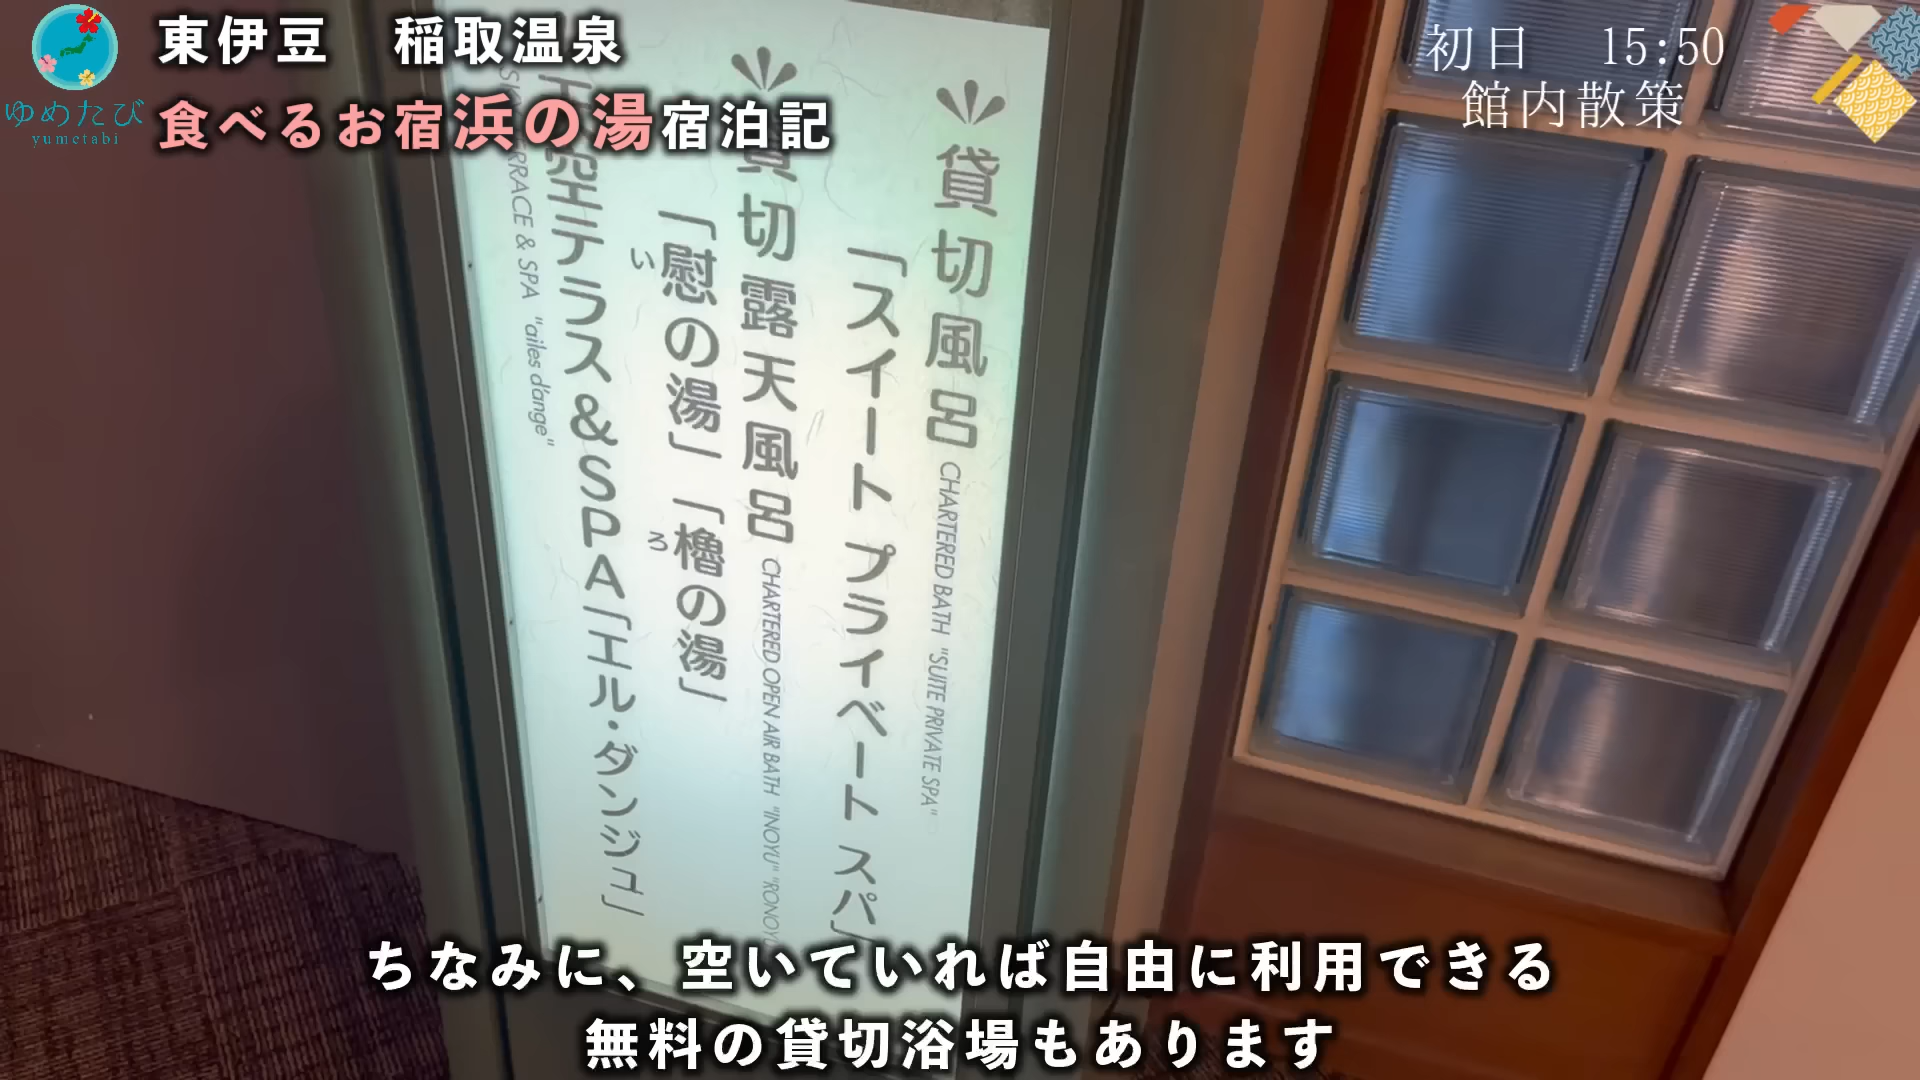 東伊豆　稲取温泉
食べるお宿浜の湯宿泊記
ゆめたび
yumetabi
初日　15:50
館内散策
貸切風呂 CHARTERED BATH "SUITE PRIVATE SPA"
「スイート プライベート スパ」
貸切露天風呂 CHARTERED OPEN AIR BATH "INOYU" "RONOYU
「慰の湯」「櫓の湯」
い ろ
空テラス&SPA「エル・ダンジュ」
TERRACE & SPA "ailes d'ange"
ちなみに、空いていれば自由に利用できる
無料の貸切浴場もあります